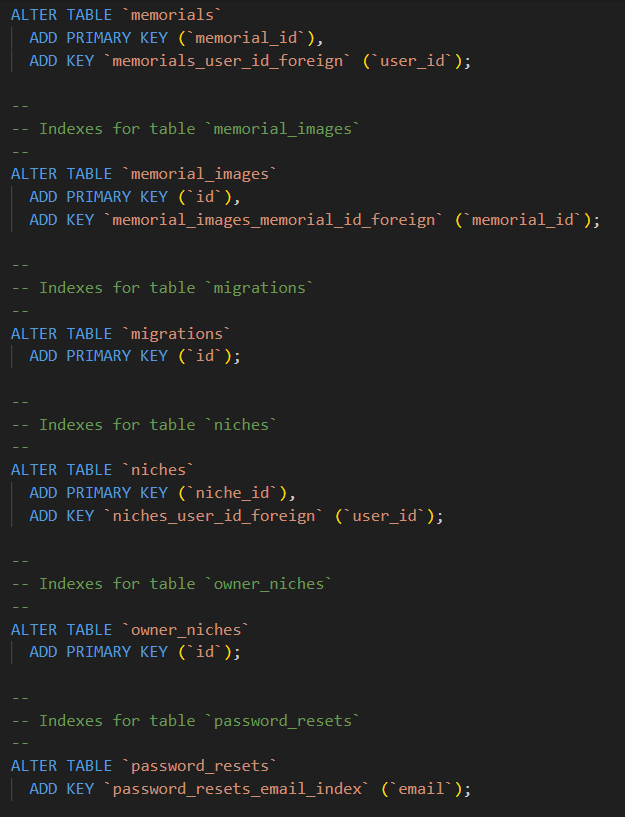 ALTER TABLE `memorials`
ADD PRIMARY KEY (`memorial_id`),
ADD KEY `memorials_user_id_foreign` (`user_id`);
--
-- Indexes for table `memorial_images`
--
ALTER TABLE `memorial_images`
ADD PRIMARY KEY (`id`),
ADD KEY `memorial_images_memorial_id_foreign` (`memorial_id`);
--
-- Indexes for table `migrations`
--
ALTER TABLE `migrations`
ADD PRIMARY KEY (`id`);
--
-- Indexes for table `niches`
--
ALTER TABLE `niches`
ADD PRIMARY KEY (`niche_id`),
ADD KEY `niches_user_id_foreign` (`user_id`);
--
-- Indexes for table `owner_niches`
--
ALTER TABLE `owner_niches`
ADD PRIMARY KEY (`id`);
--
-- Indexes for table `password_resets`
--
ALTER TABLE `password_resets`
ADD KEY `password_resets_email_index` (`email`);